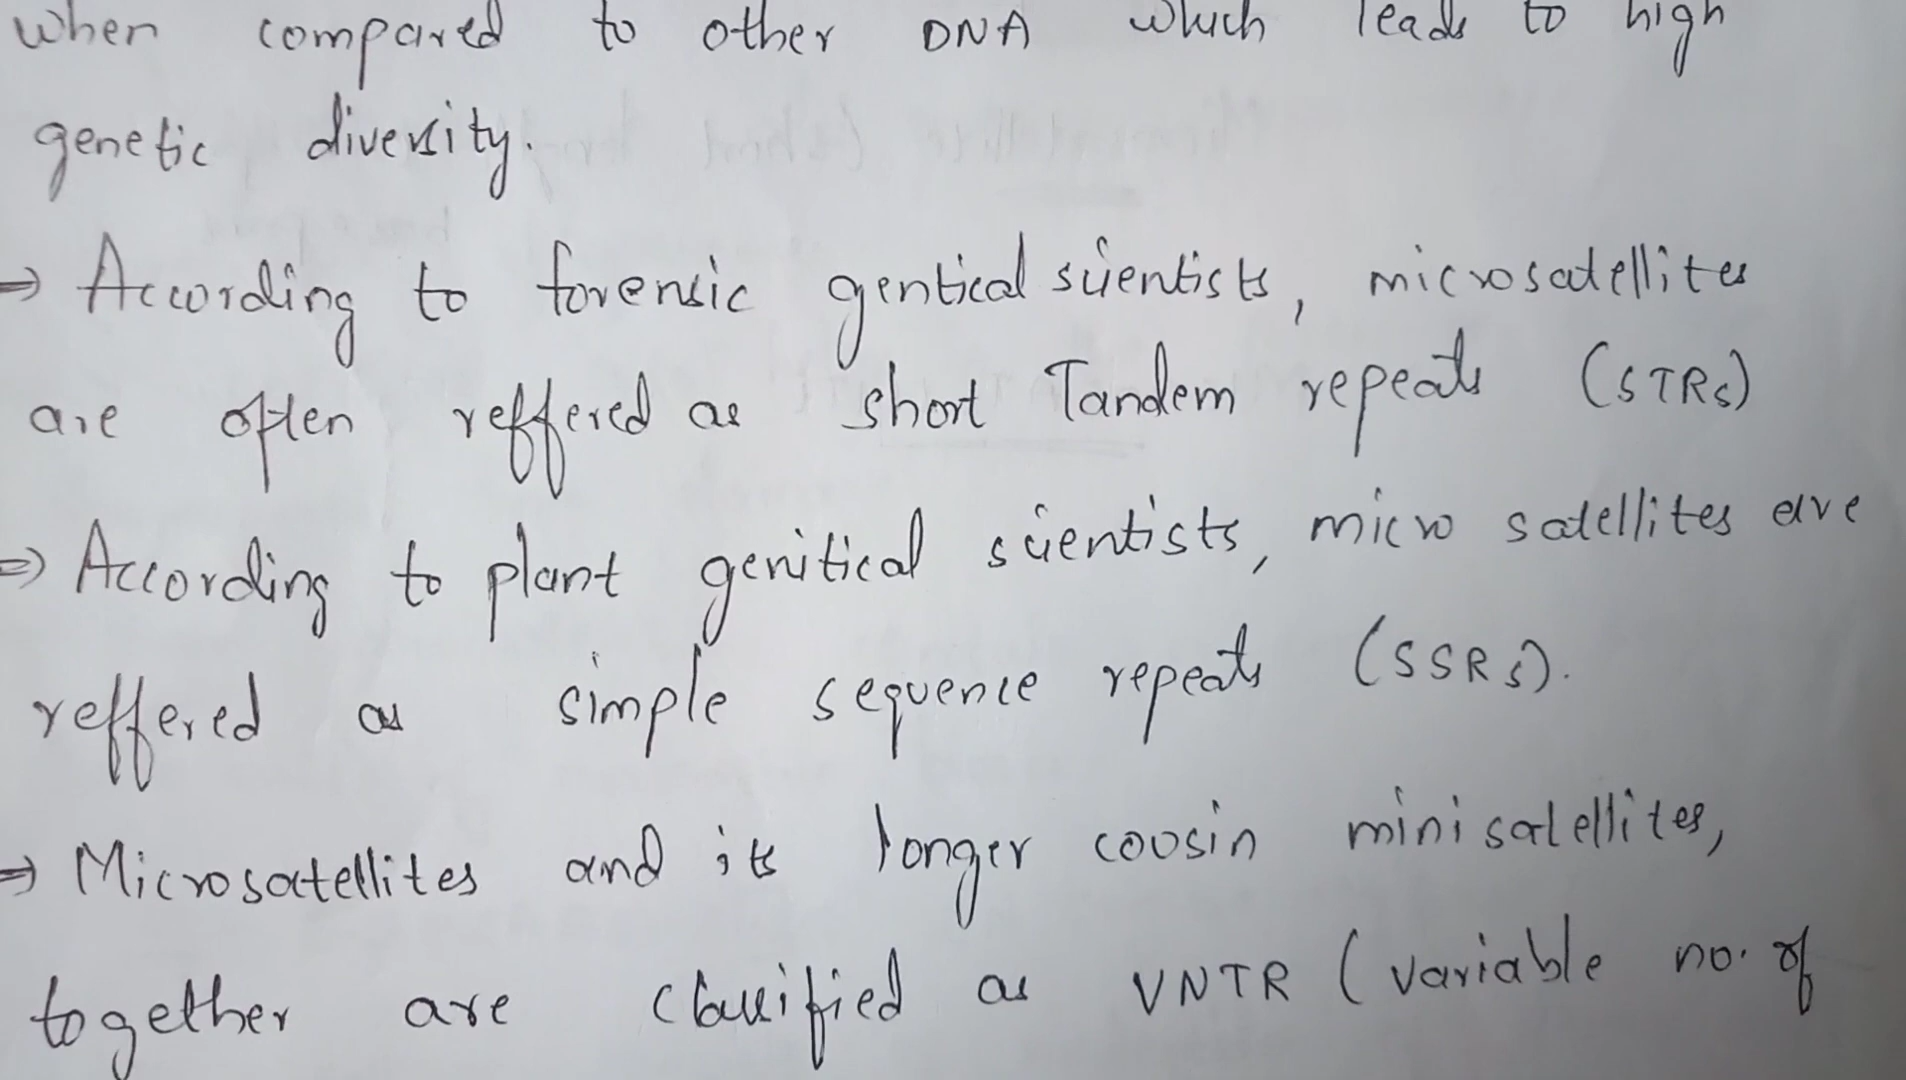 when compared to other DNA which leads to high
genetic diversity.
⇒ According to forensic gentical scientists, microsatellites
are often reffered as short Tandem repeats (STRs)
⇒ According to plant genitical scientists, micro satellites are
reffered as simple sequence repeats (SSRs).
⇒ Microsatellites and its longer cousin mini satellites,
together are classified as VNTR (variable no. of